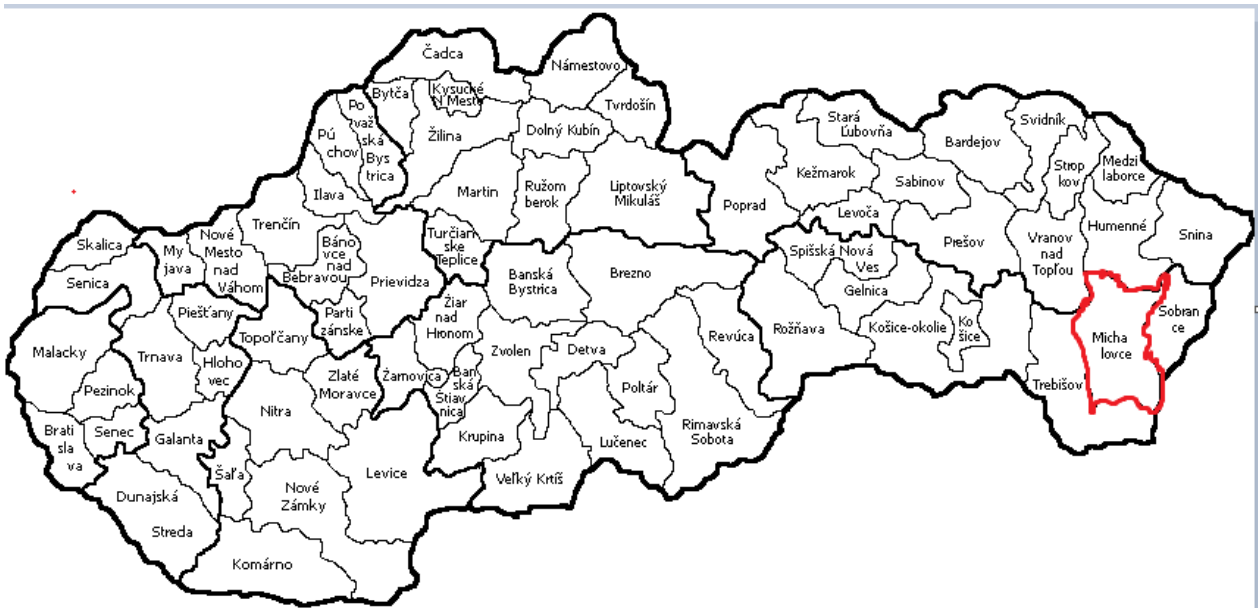 Čadca
Námestovo
Bytča
Kysucké
N Mesto
Tvrdošín
Po
važ
ská
Bys
trica
Pú
chov
Žilina
Dolný Kubín
Stará
Ľubovňa
Svidník
Bardejov
Strop
kov
Medzi
laborce
Kežmarok
Sabinov
Ilava
Martin
Ružom
berok
Liptovský
Mikuláš
Poprad
Levoča
Trenčín
Turčian
ske
Teplice
Prešov
Humenné
Snina
Vranov
nad
Topľou
Skalica
My
java
Nové
Mesto
nad
Váhom
Báno
vce
nad
Bebravou
Prievidza
Spišská Nová
Ves
Gelnica
Senica
Banská
Bystrica
Brezno
Piešťany
Parti
zánske
Žiar
nad
Hronom
Sobran
ce
Rožňava
Košice-okolie
Ko
šice
Micha
lovce
Malacky
Trnava
Topoľčany
Revúca
Zvolen
Detva
Hloho
vec
Zlaté
Moravce
Žarnovica
Ban
ská
Štiav
nica
Poltár
Trebišov
Pezinok
Nitra
Brati
sla
va
Senec
Galanta
Krupina
Lučenec
Rimavská
Sobota
Šaľa
Levice
Veľký Krtíš
Dunajská
Streda
Nové
Zámky
Komárno